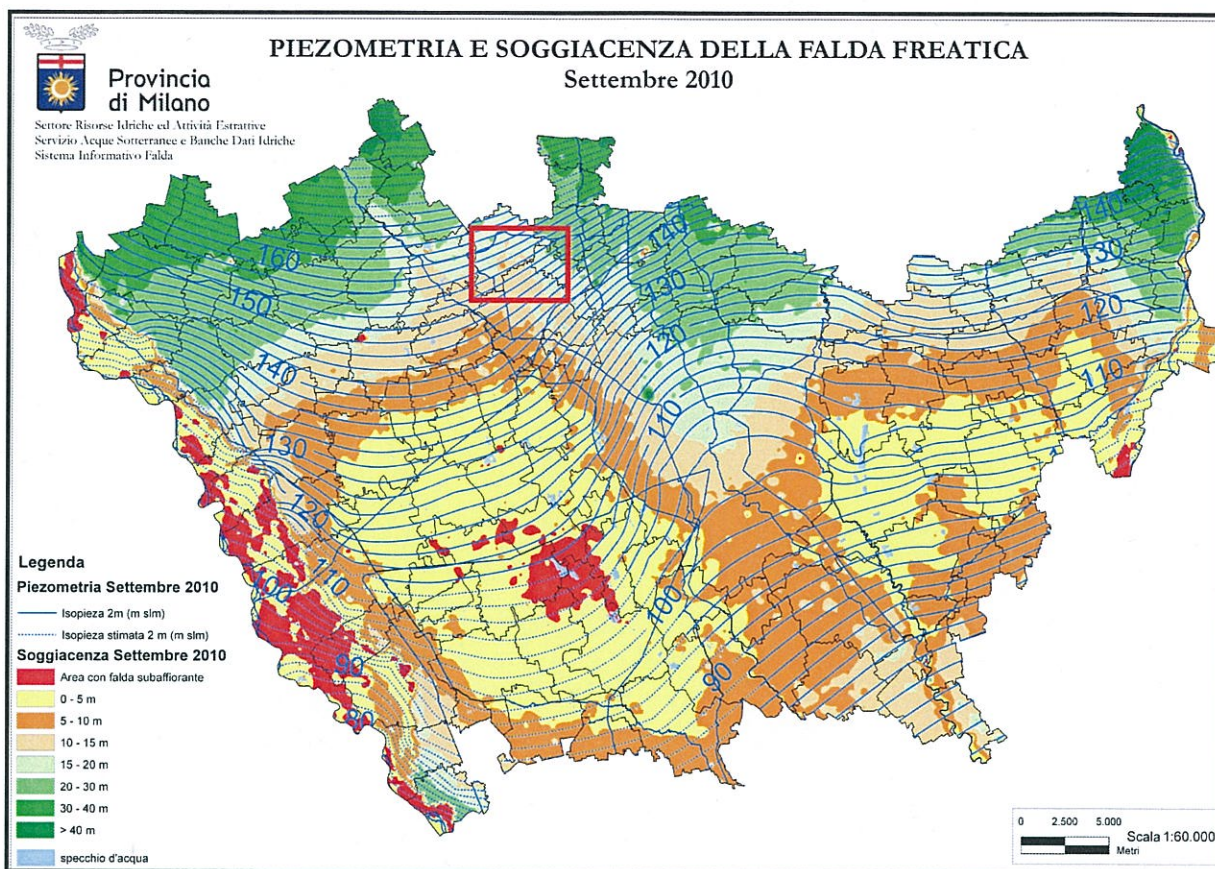 PIEZOMETRIA E SOGGIACENZA DELLA FALDA FREATICA
Settembre 2010
Provincia
di Milano
Settore Risorse Idriche ed Attività Estrattive
Servizio Acque Sotterranee e Banche Dati Idriche
Sistema Informativo Falda
160
150
140
130
120
110
100
90
80
140
130
120
110
100
90
140
130
120
110
Legenda
Piezometria Settembre 2010
Isopieza 2m (m slm)
Isopieza stimata 2 m (m slm)
Soggiacenza Settembre 2010
Area con falda subaffiorante
0 - 5 m
5 - 10 m
10 - 15 m
15 - 20 m
20 - 30 m
30 - 40 m
> 40 m
specchio d'acqua
0 2.500 5.000
Scala 1:60.000
Metri